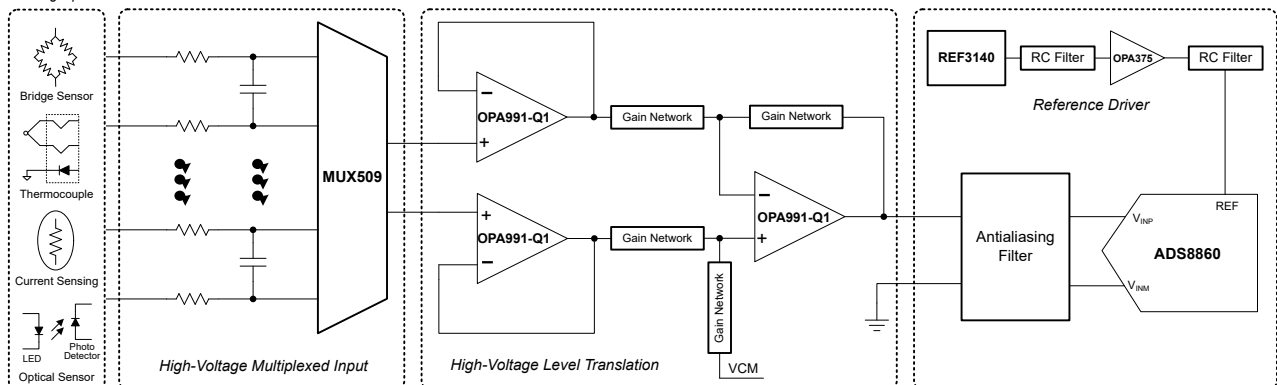 Bridge Sensor
Thermocouple
Current Sensing
LED
Photo
Detector
Optical Sensor
MUX509
High-Voltage Multiplexed Input
−
OPA991-Q1
+
+
OPA991-Q1
−
Gain Network
Gain Network
Gain Network
Gain Network
−
OPA991-Q1
+
VCM
High-Voltage Level Translation
REF3140
RC Filter
OPA375
RC Filter
Reference Driver
Antialiasing
Filter
VINP
REF
ADS8860
VINM